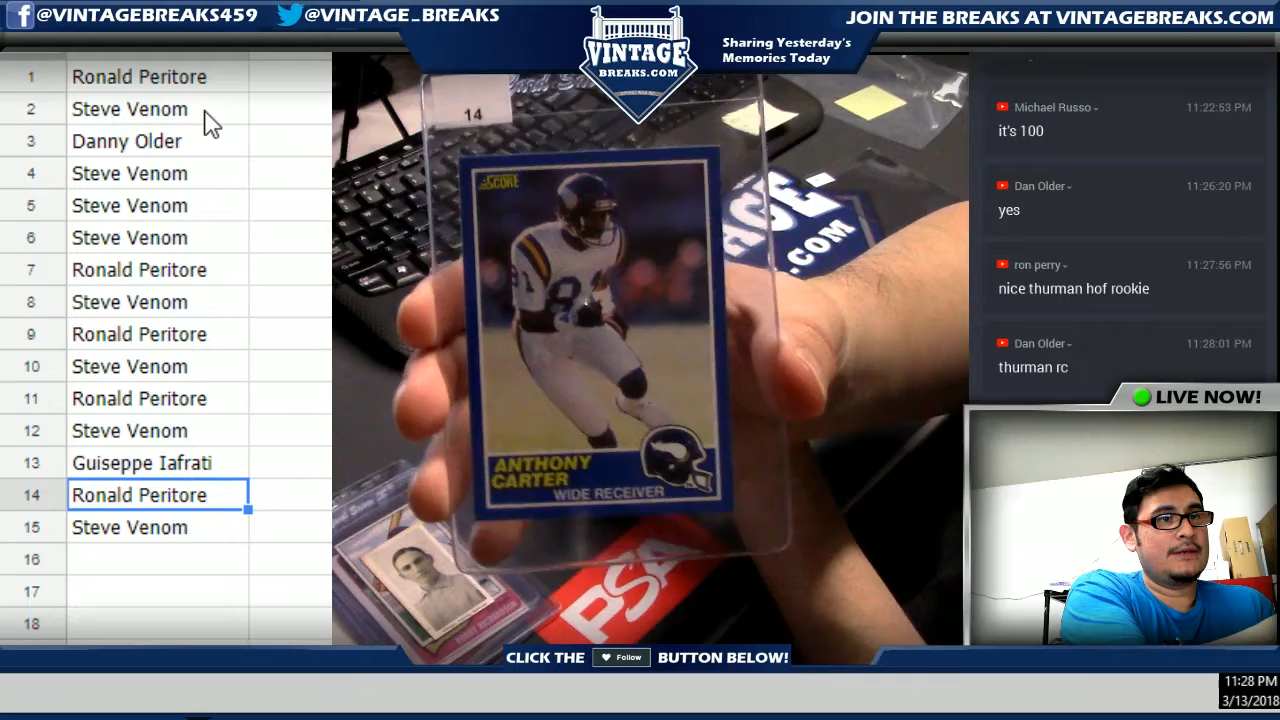 @VINTAGEBREAKS459
@VINTAGE_BREAKS
VINTAGE
BREAKS.COM
Sharing Yesterday's
Memories Today
JOIN THE BREAKS AT VINTAGEBREAKS.COM
1 Ronald Peritore
2 Steve Venom
3 Danny Older
4 Steve Venom
5 Steve Venom
6 Steve Venom
7 Ronald Peritore
8 Steve Venom
9 Ronald Peritore
10 Steve Venom
11 Ronald Peritore
12 Steve Venom
13 Guiseppe Iafrati
14 Ronald Peritore
15 Steve Venom
16
17
18
14
SCORE
81
ANTHONY
CARTER
WIDE RECEIVER
.COM
PSA
Michael Russo 11:22:53 PM
it's 100
Dan Older 11:26:20 PM
yes
ron perry 11:27:56 PM
nice thurman hof rookie
Dan Older 11:28:01 PM
thurman rc
LIVE NOW!
CLICK THE Follow BUTTON BELOW!
11:28 PM
3/13/2018